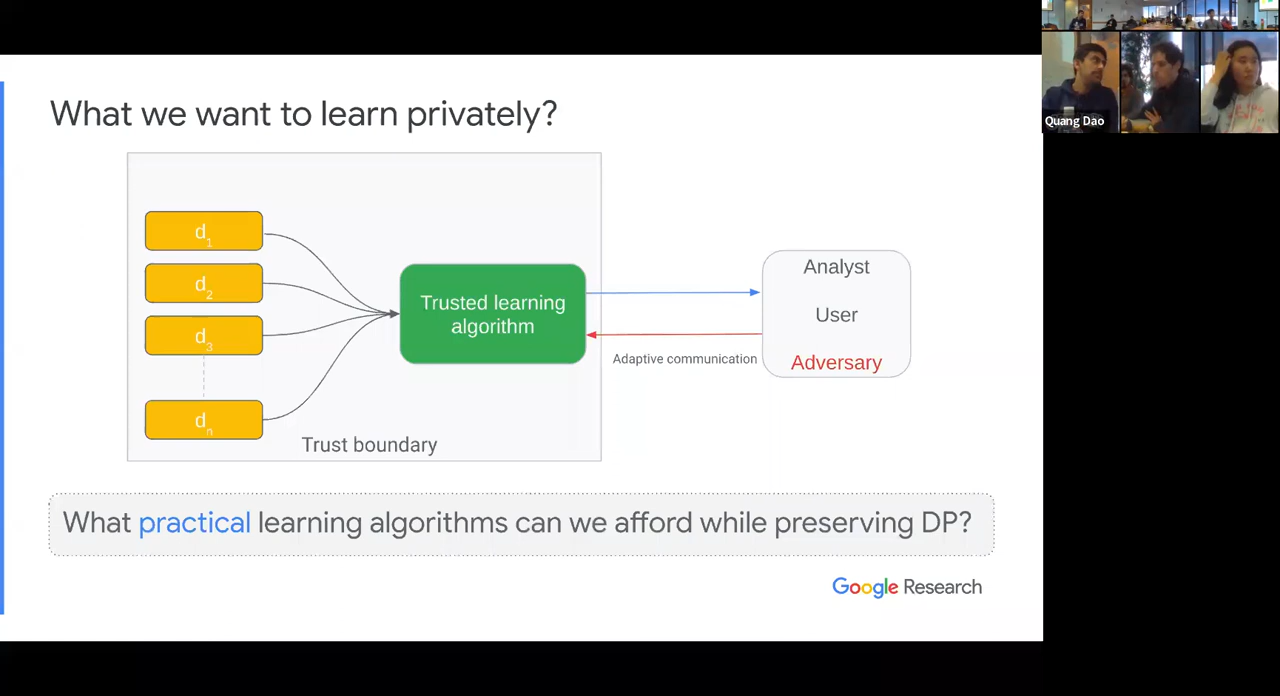 What we want to learn privately?
d1
d2
d3
dn
Trusted learning
algorithm
Trust boundary
Adaptive communication
Analyst
User
Adversary
What practical learning algorithms can we afford while preserving DP?
Google Research
Quang Dao